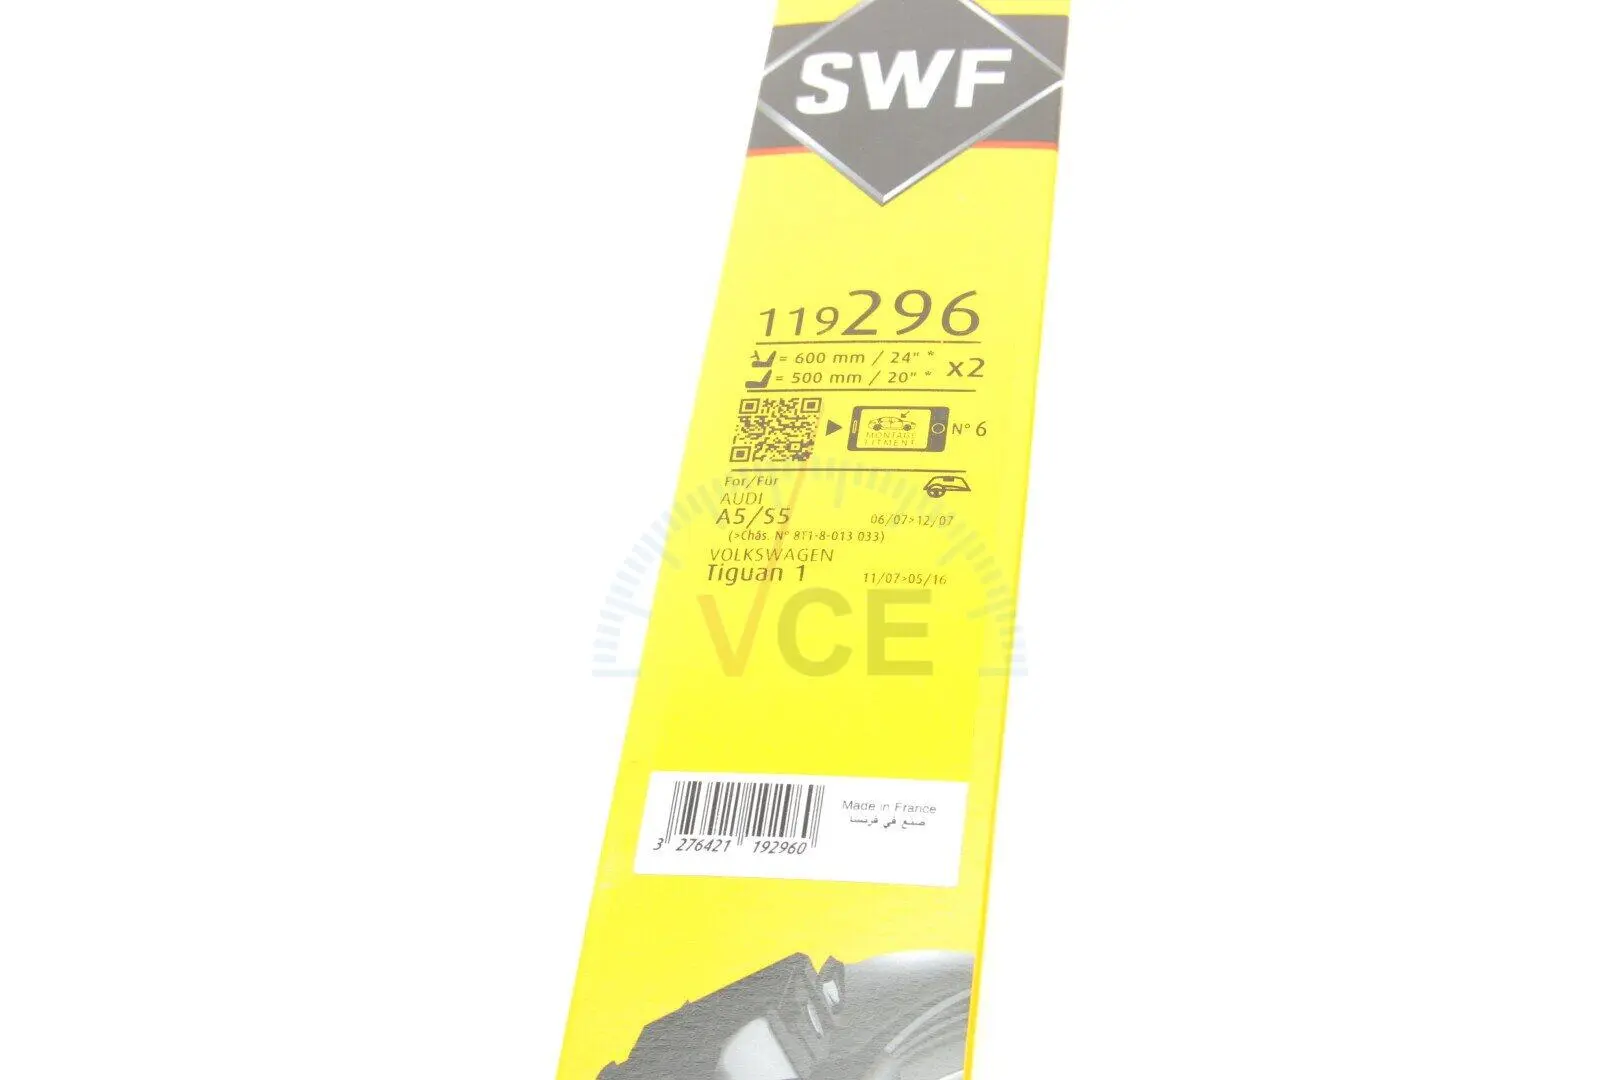 SWF
119296
= 600 mm / 24" *
= 500 mm / 20" *
x2
MONTAGE
FITMENT
N° 6
For/Für
AUDI
A5/S5 06/07>12/07
(>Châs. N° 8T1-8-013 033)
VOLKSWAGEN
Tiguan 1 11/07>05/16
VCE
Made in France
صنع في فرنسا
3 276421 192960